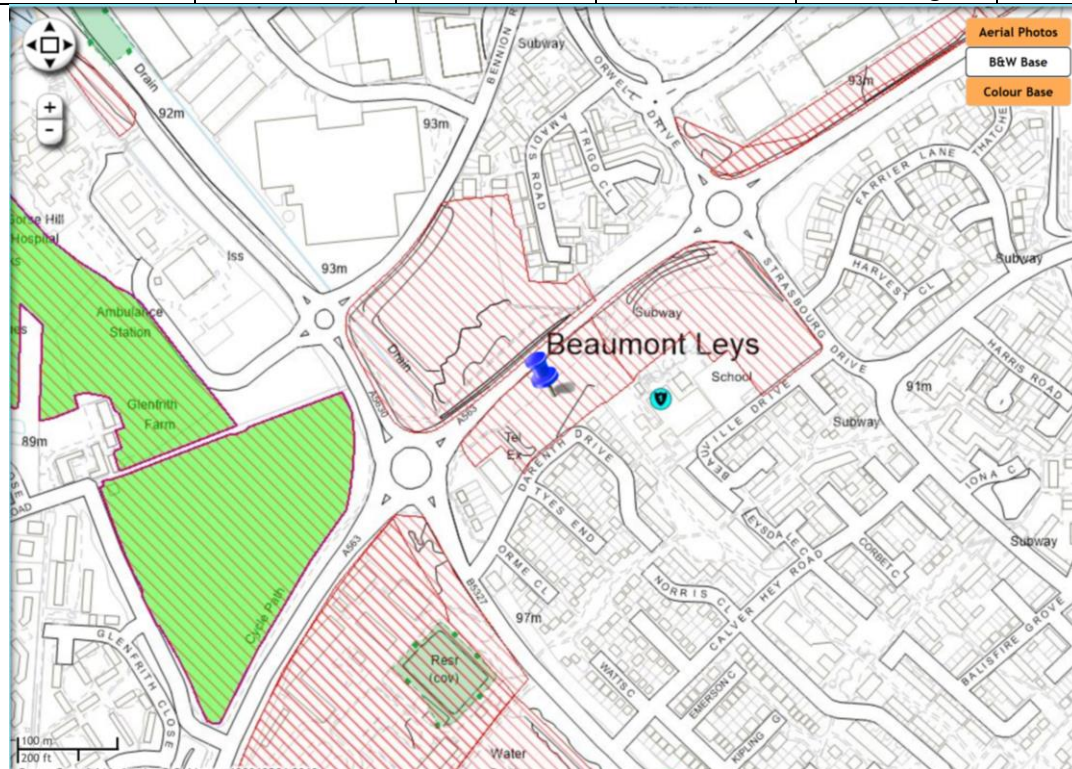 Aerial Photos
B&W Base
Colour Base
Subway
BENNION R
ORWELL DRIVE
93m
Drain
92m
93m
AMADIS ROAD
TRIGO CL
FARRIER LANE
THATCHE
Gorse Hill
Hospital
Iss
93m
Subway
STRASBOURG DRIVE
HARVEST CL
Ambulance
Station
Subway
Beaumont Leys
HARRIS ROAD
Drain
School
91m
A5630
A563
Glenfrith
Farm
BEAUVILLE DRIVE
Subway
89m
Tel
Ex
DARENTH DRIVE
IONA C
TYES END
EYSDALE C
CORBET C
Subway
A563
ORME CL
NORRIS CL
CALVER HEY ROAD
B5327
97m
Cycle Path
BALISFIRE GROVE
GLENFRITH CLOSE
Resr
(cov)
WATTS C
EMERSON C
KIPLING G
100 m
200 ft
Water